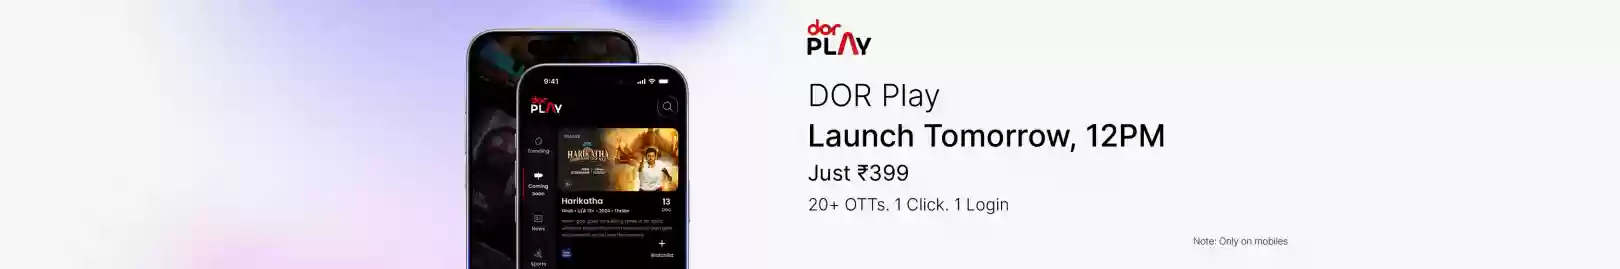 dor
PLAY
DOR Play
Launch Tomorrow, 12PM
Just ₹399
20+ OTTs. 1 Click. 1 Login
Note: Only on mobiles
9:41
dor
PLAY
Trending
HARIKATHA
Coming
soon
Harikatha
13
DEC
News
Sports
Watchlist